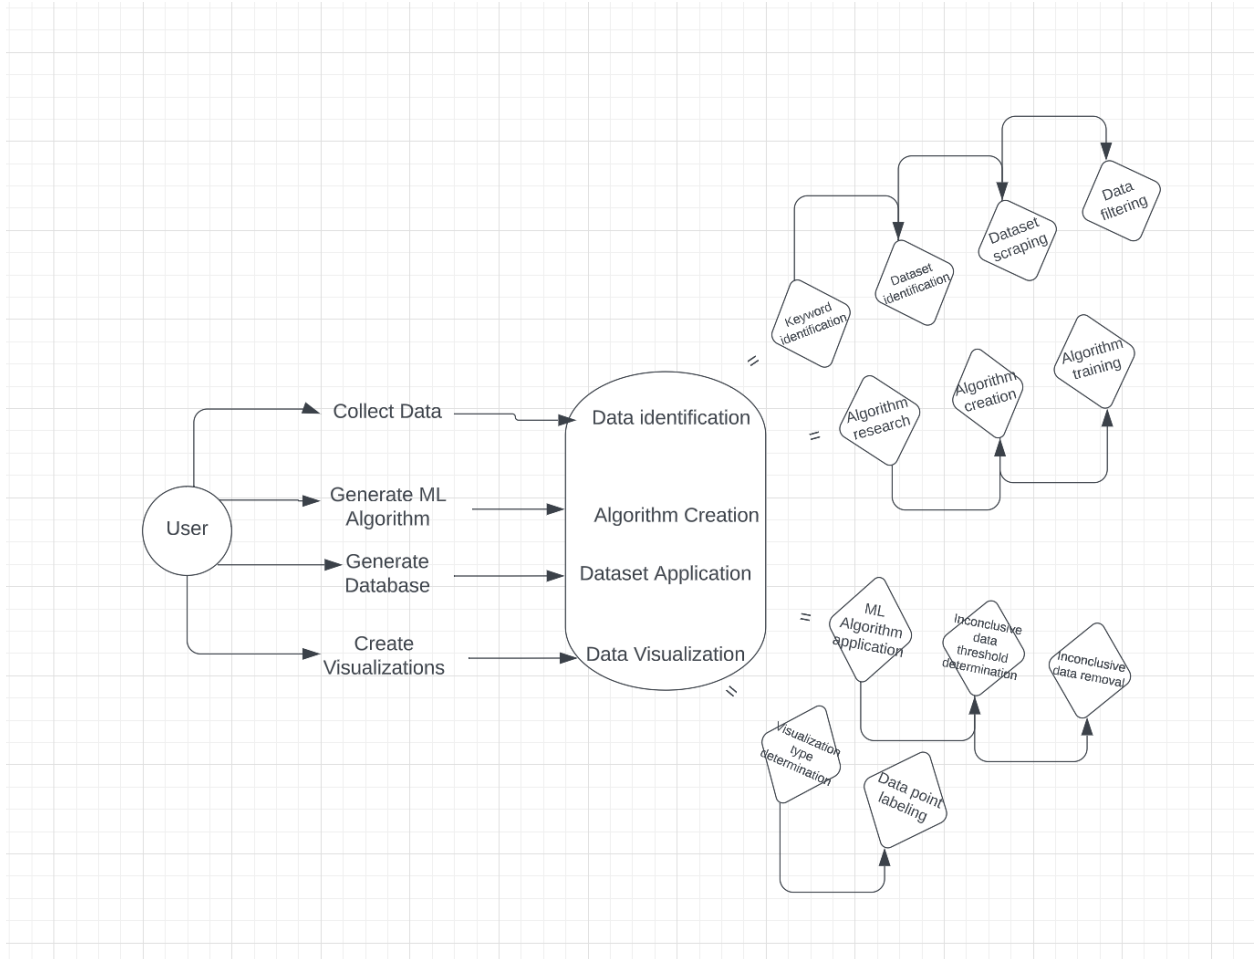 User
Collect Data
Generate ML
Algorithm
Generate
Database
Create
Visualizations
Data identification
Algorithm Creation
Dataset Application
Data Visualization
=
Keyword
identification
Dataset
identification
Dataset
scraping
Data
filtering
=
Algorithm
research
Algorithm
creation
Algorithm
training
=
ML
Algorithm
application
Inconclusive
data
threshold
determination
Inconclusive
data removal
=
Visualization
type
determination
Data point
labeling